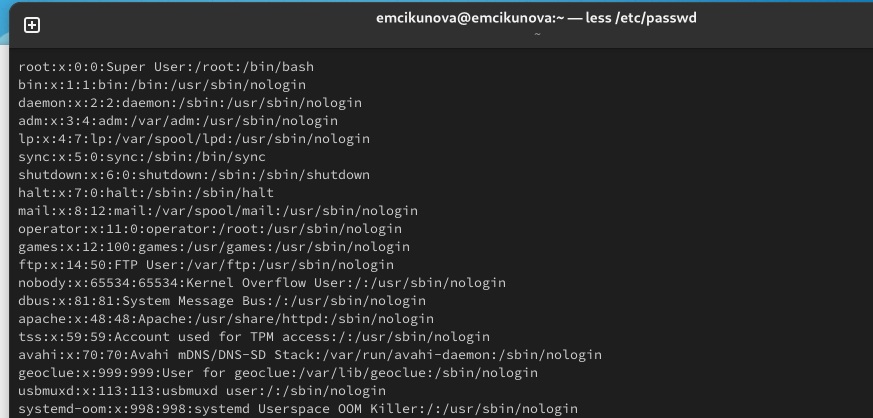 emcikunova@emcikunova:~ — less /etc/passwd
~
root:x:0:0:Super User:/root:/bin/bash
bin:x:1:1:bin:/bin:/usr/sbin/nologin
daemon:x:2:2:daemon:/sbin:/usr/sbin/nologin
adm:x:3:4:adm:/var/adm:/usr/sbin/nologin
lp:x:4:7:lp:/var/spool/lpd:/usr/sbin/nologin
sync:x:5:0:sync:/sbin:/bin/sync
shutdown:x:6:0:shutdown:/sbin:/sbin/shutdown
halt:x:7:0:halt:/sbin:/sbin/halt
mail:x:8:12:mail:/var/spool/mail:/usr/sbin/nologin
operator:x:11:0:operator:/root:/usr/sbin/nologin
games:x:12:100:games:/usr/games:/usr/sbin/nologin
ftp:x:14:50:FTP User:/var/ftp:/usr/sbin/nologin
nobody:x:65534:65534:Kernel Overflow User:/:/usr/sbin/nologin
dbus:x:81:81:System Message Bus:/:/usr/sbin/nologin
apache:x:48:48:Apache:/usr/share/httpd:/sbin/nologin
tss:x:59:59:Account used for TPM access:/:/usr/sbin/nologin
avahi:x:70:70:Avahi mDNS/DNS-SD Stack:/var/run/avahi-daemon:/sbin/nologin
geoclue:x:999:999:User for geoclue:/var/lib/geoclue:/sbin/nologin
usbmuxd:x:113:113:usbmuxd user:/:/sbin/nologin
systemd-oom:x:998:998:systemd Userspace OOM Killer:/:/usr/sbin/nologin